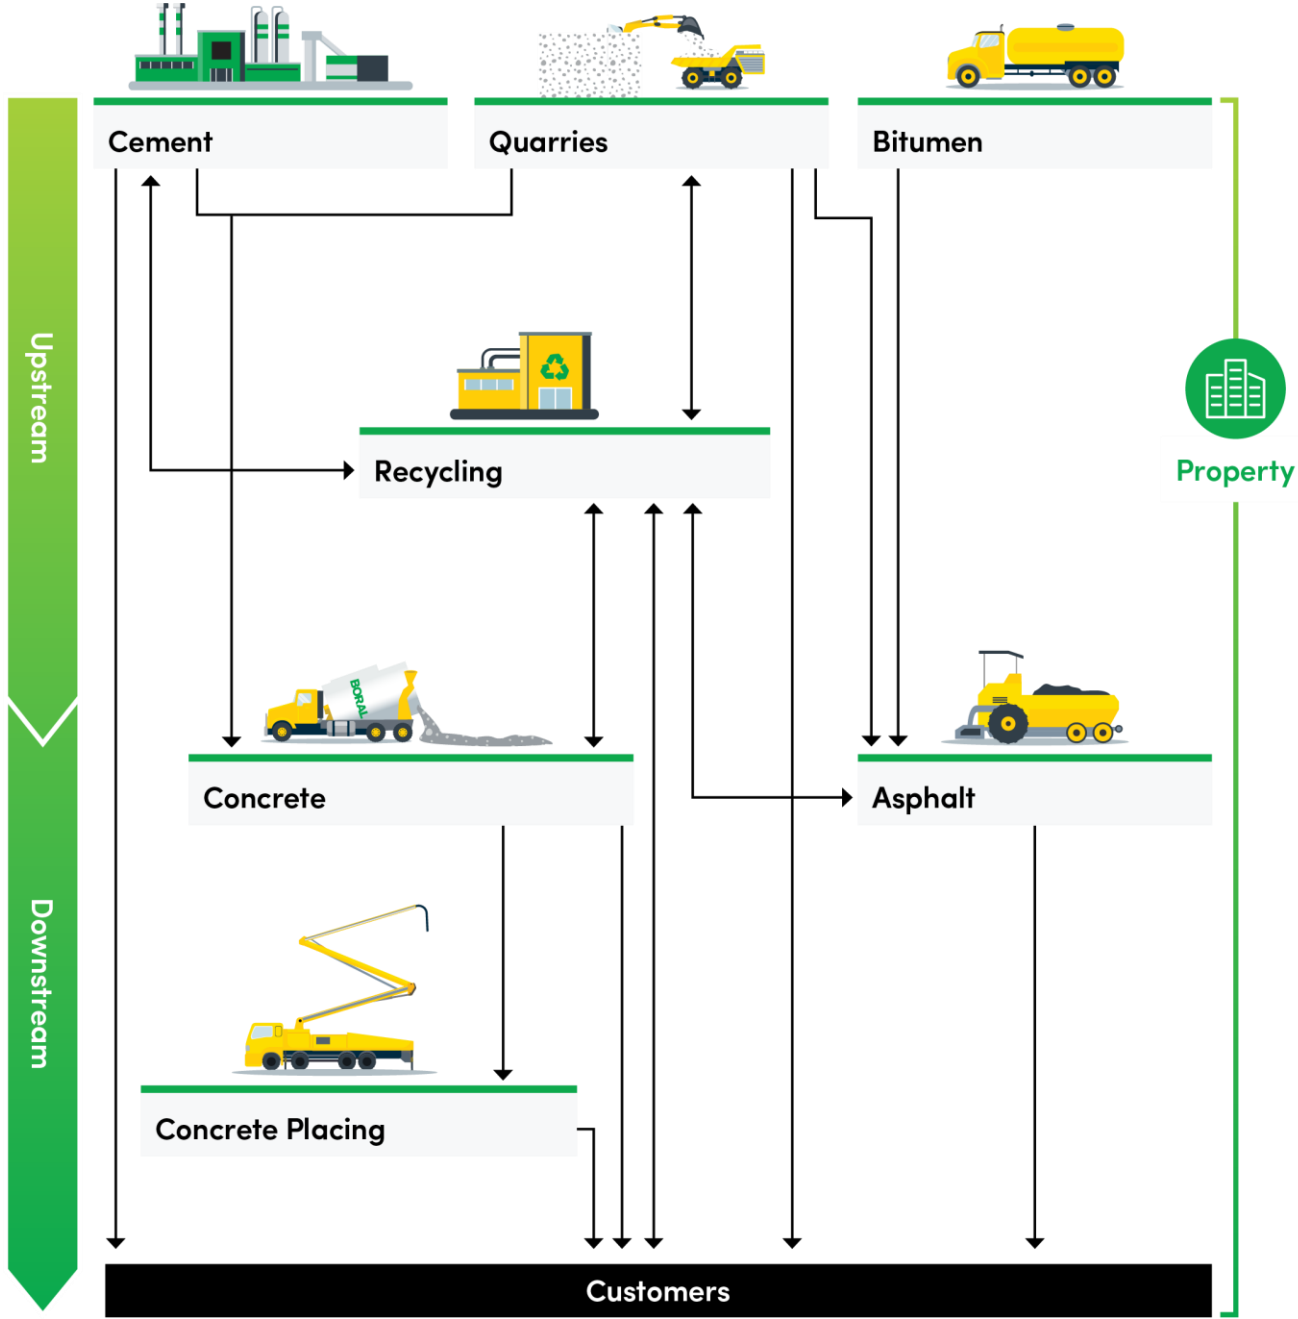 Cement
Quarries
Bitumen
Upstream
Property
Recycling
BORAL
Concrete
Asphalt
Downstream
Concrete Placing
Customers